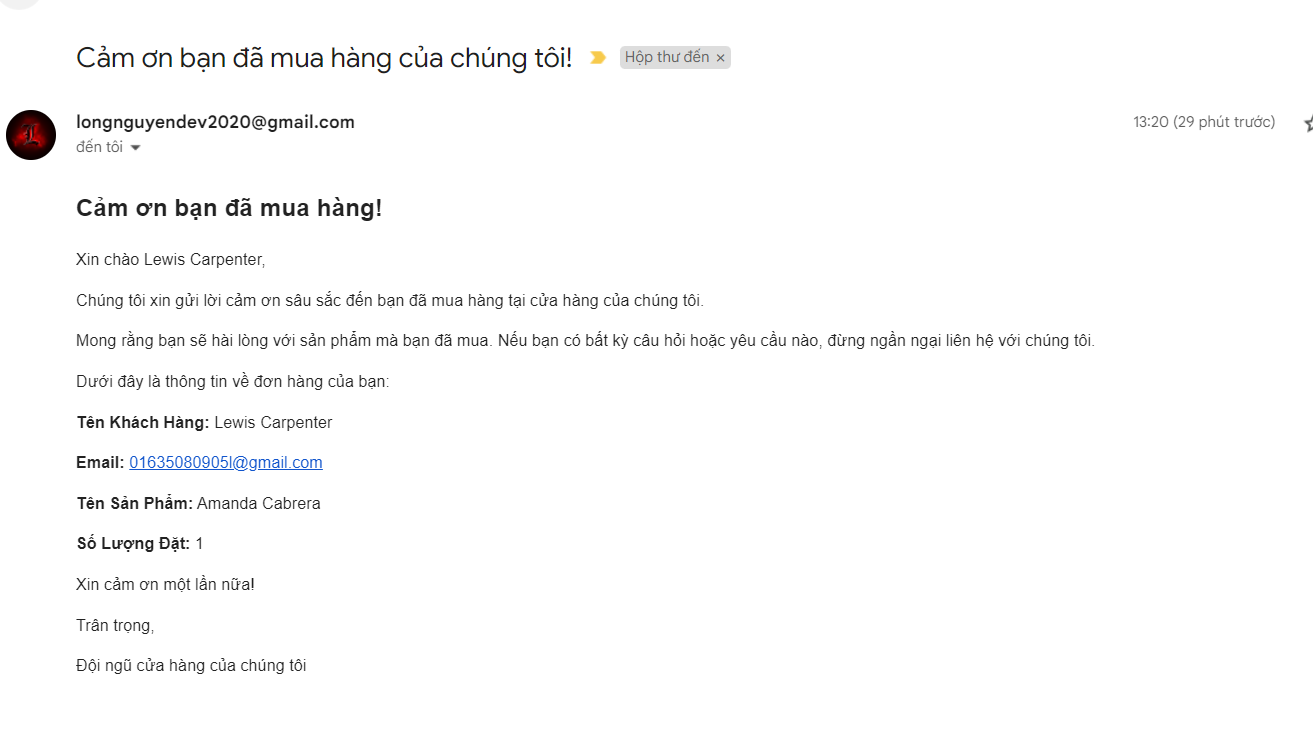 Cảm ơn bạn đã mua hàng của chúng tôi! Hộp thư đến ×
longnguyendev2020@gmail.com 13:20 (29 phút trước)
đến tôi
L
Cảm ơn bạn đã mua hàng!
Xin chào Lewis Carpenter,
Chúng tôi xin gửi lời cảm ơn sâu sắc đến bạn đã mua hàng tại cửa hàng của chúng tôi.
Mong rằng bạn sẽ hài lòng với sản phẩm mà bạn đã mua. Nếu bạn có bất kỳ câu hỏi hoặc yêu cầu nào, đừng ngần ngại liên hệ với chúng tôi.
Dưới đây là thông tin về đơn hàng của bạn:
Tên Khách Hàng: Lewis Carpenter
Email: 01635080905l@gmail.com
Tên Sản Phẩm: Amanda Cabrera
Số Lượng Đặt: 1
Xin cảm ơn một lần nữa!
Trân trọng,
Đội ngũ cửa hàng của chúng tôi